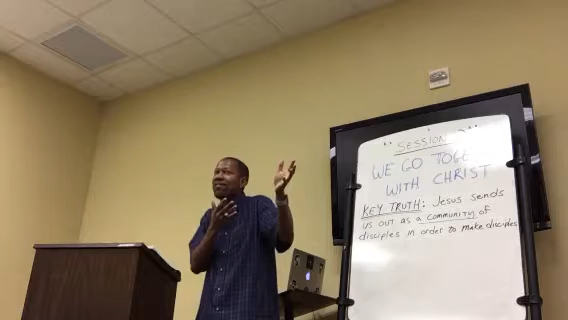 "SESSION
WE GO TOGE
WITH CHRIST
KEY TRUTH: Jesus sends
us out as a community of
disciples in order to make disciples